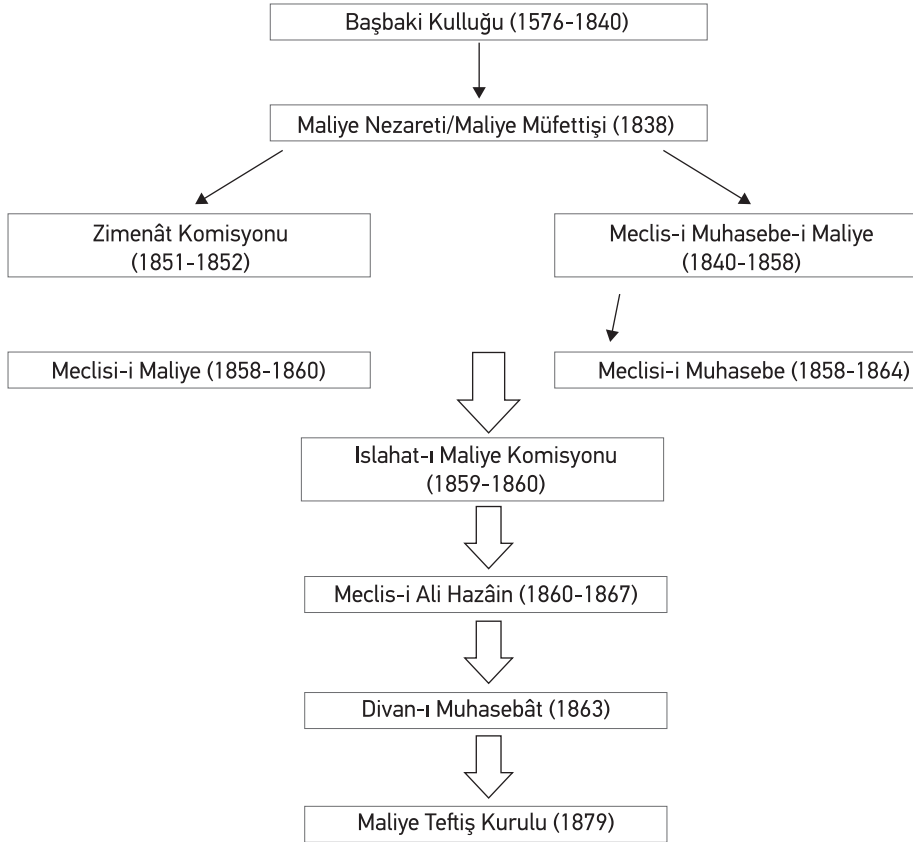 Başbaki Kulluğu (1576-1840)
Maliye Nezareti/Maliye Müfettişi (1838)
Zimenât Komisyonu
(1851-1852)
Meclis-i Muhasebe-i Maliye
(1840-1858)
Meclisi-i Maliye (1858-1860)
Meclisi-i Muhasebe (1858-1864)
Islahat-ı Maliye Komisyonu
(1859-1860)
Meclis-i Ali Hazâin (1860-1867)
Divan-ı Muhasebât (1863)
Maliye Teftiş Kurulu (1879)